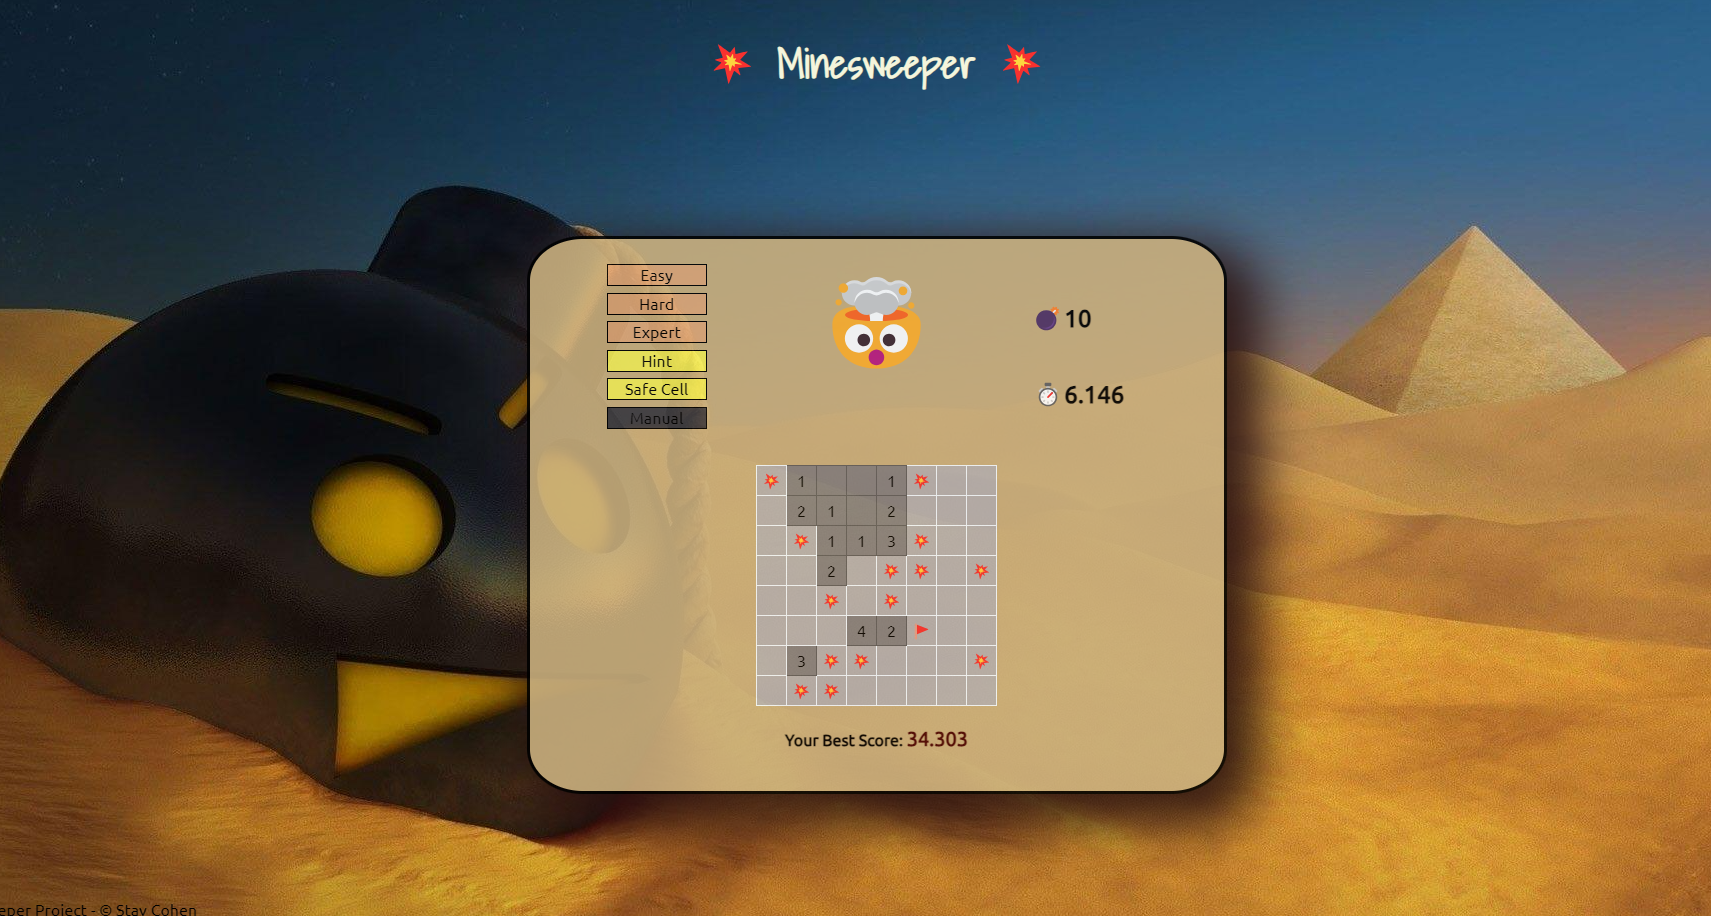 Minesweeper
Easy
Hard
Expert
Hint
Safe Cell
Manual
10
6.146
1 1
2 1 2
1 1 3
2
4 2
3
Your Best Score: 34.303
eper Project - © Stav Cohen